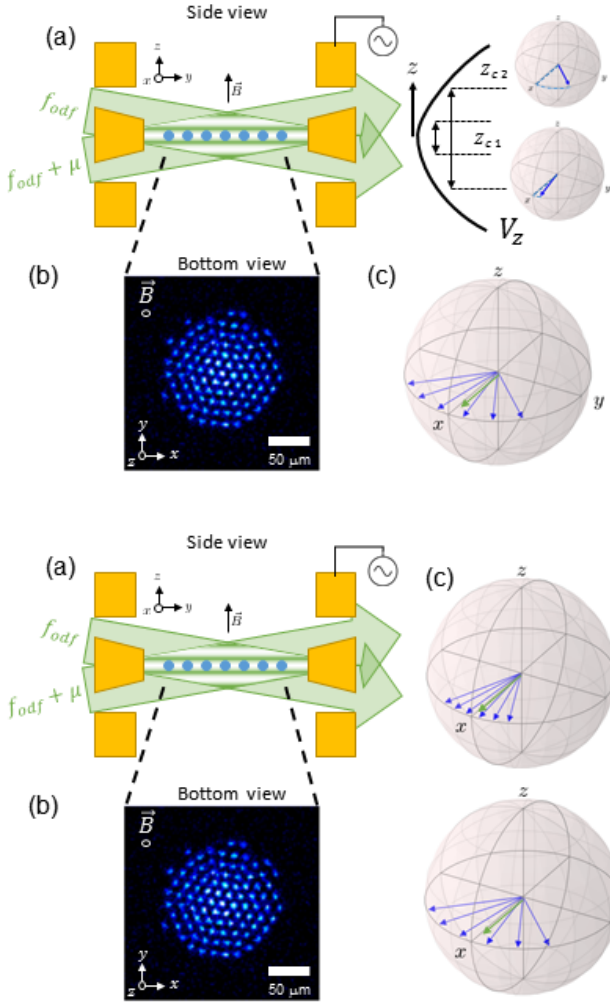 Side view
(a)
z
x
y
B⃗
f_odf
f_odf + μ
z
z_c2
z_c1
V_z
z
x
y
z
x
y
(b)
Bottom view
B⃗
y
z
x
50 μm
(c)
z
x
y
Side view
(a)
z
x
y
B⃗
f_odf
f_odf + μ
(b)
Bottom view
B⃗
y
z
x
50 μm
(c)
z
x
z
x